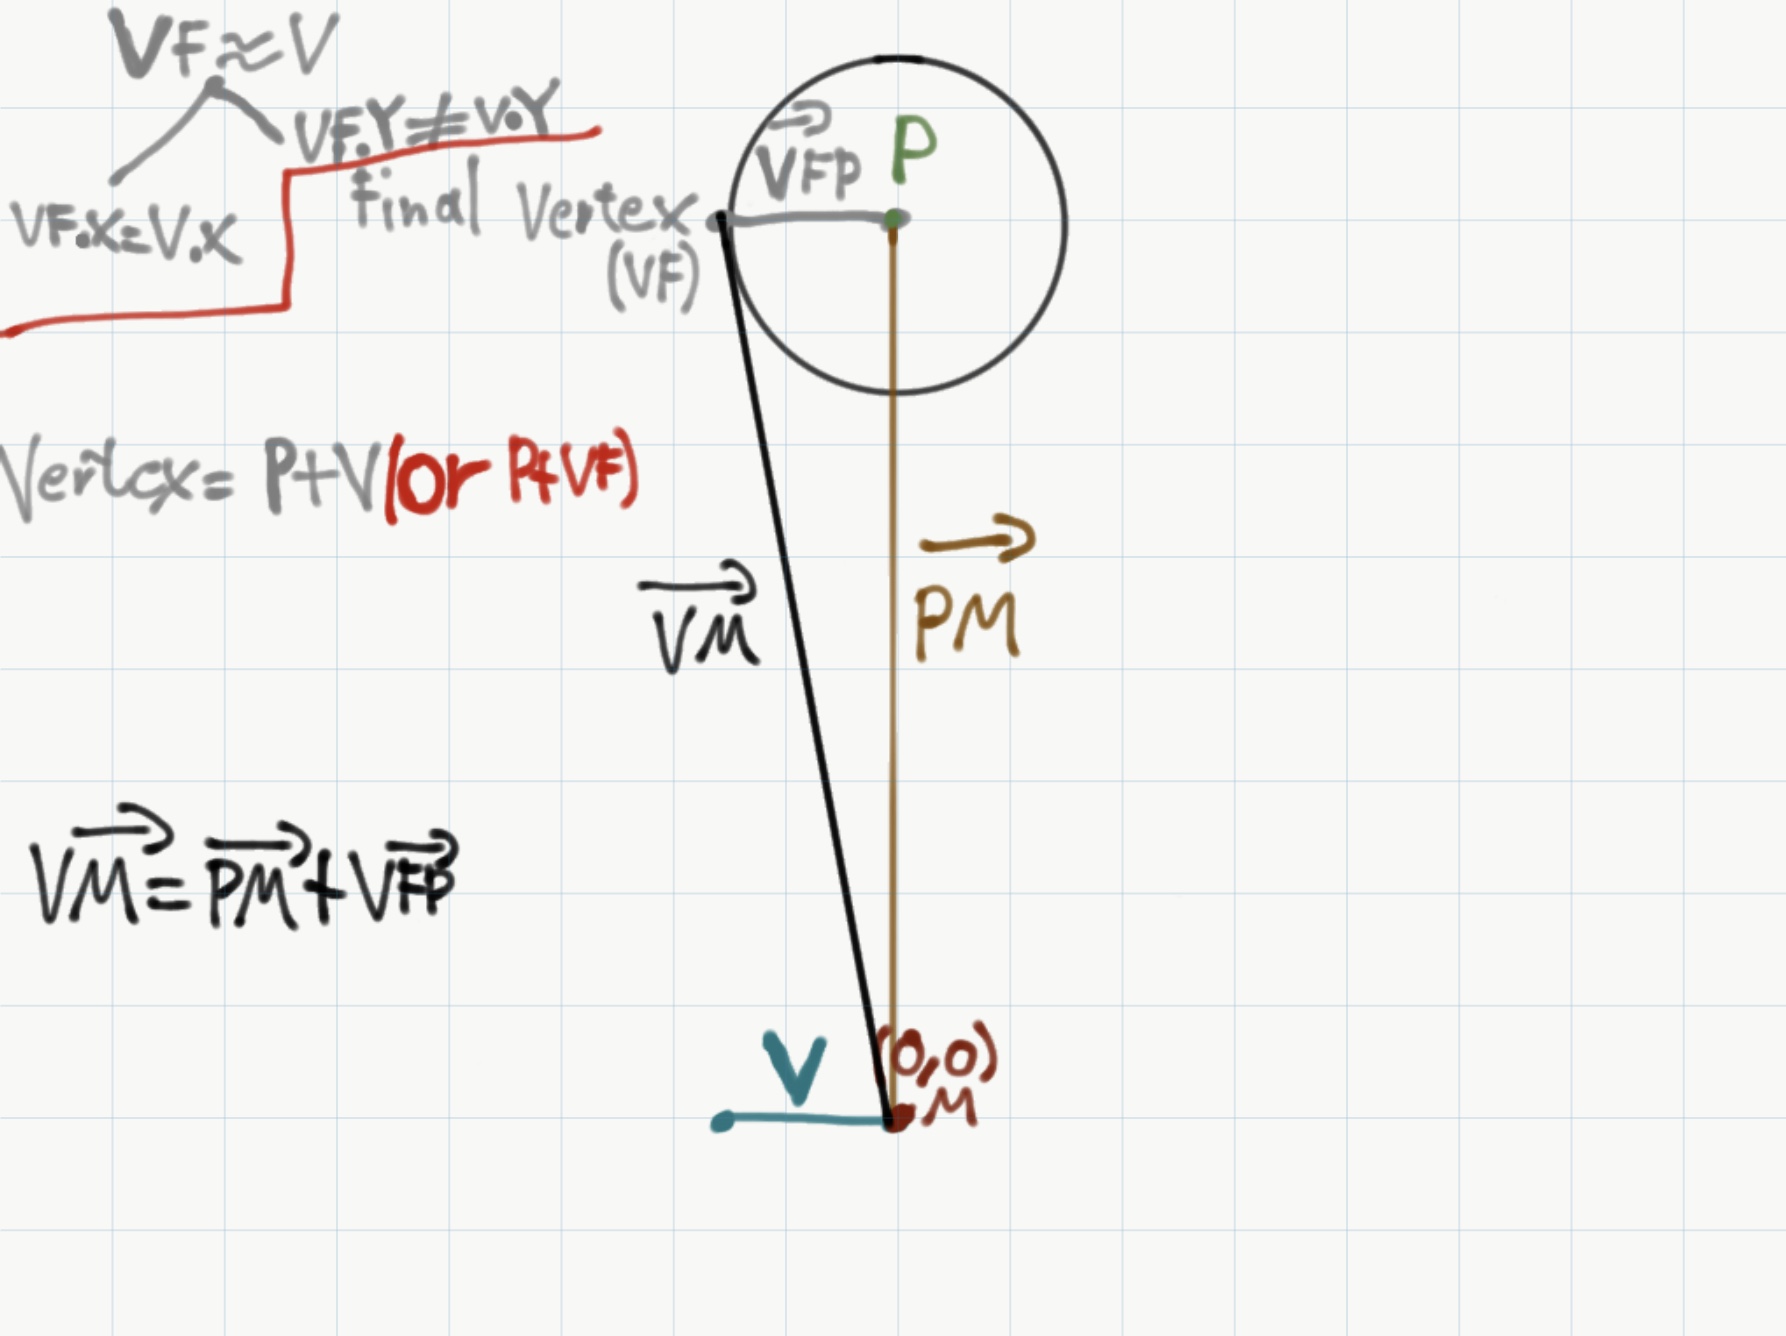 VF≈V
VF.Y≠V.Y
VF.X=V.X
final Vertex
(VF)
VFP
P
Vertex= P+V(or P+VF)
VM
PM
VM=PM+VFP
V
(0,0)
M